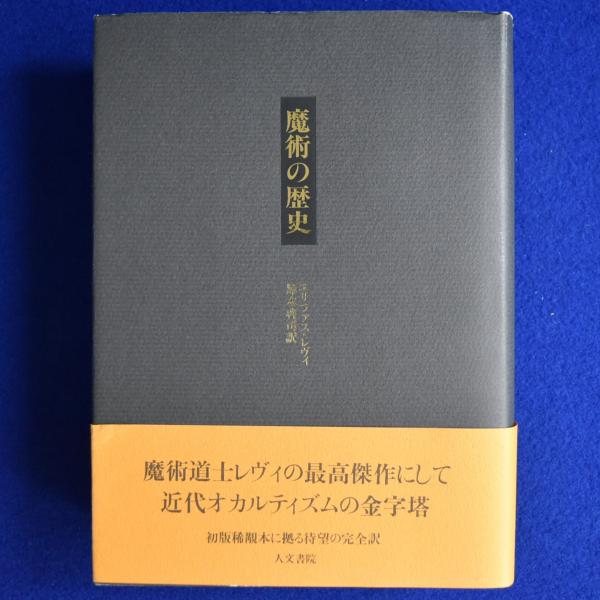 魔術の歴史
エリファス・レヴィ
鈴木啓司訳
魔術道士レヴィの最高傑作にして
近代オカルティズムの金字塔
初版稀覯本に拠る待望の完全訳
人文書院